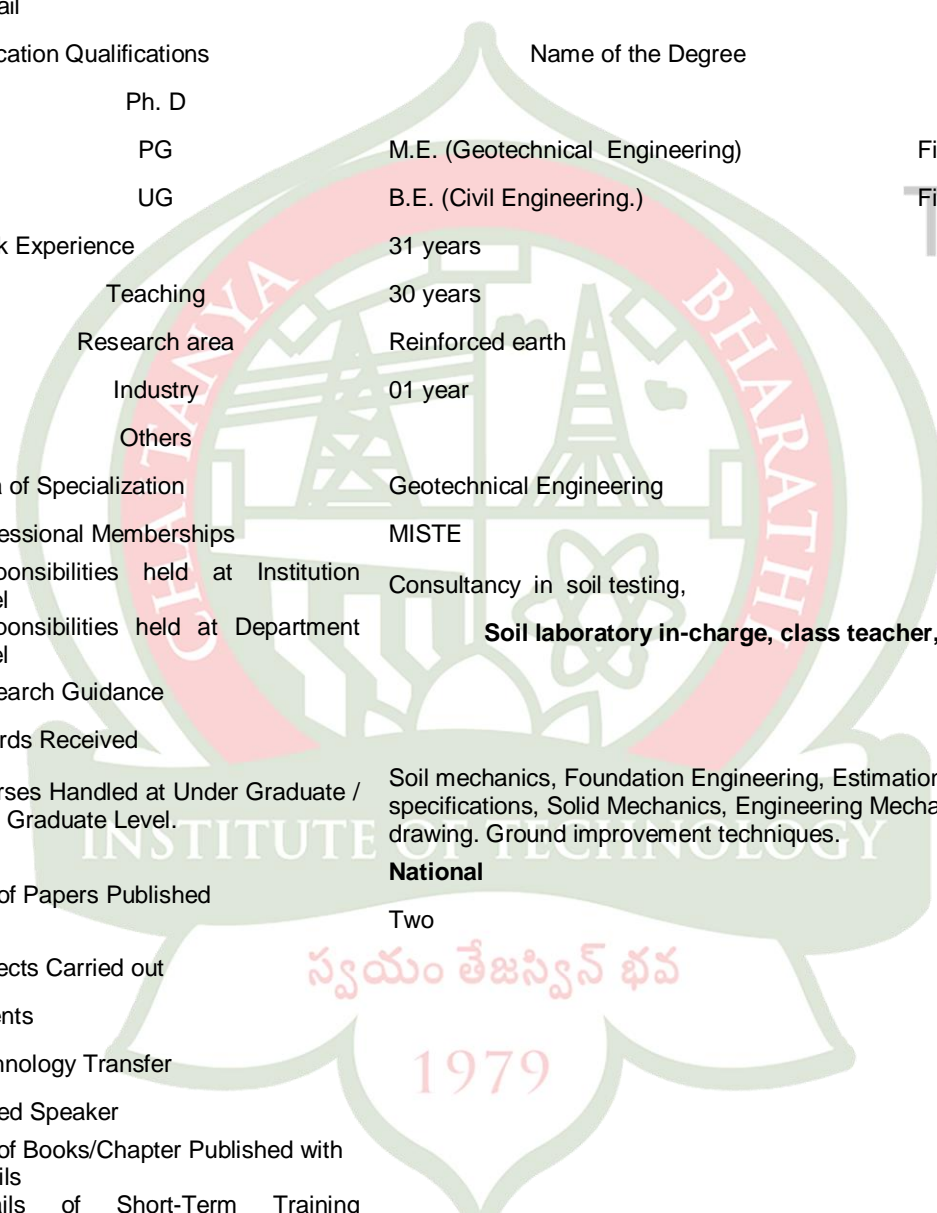 ail
cation Qualifications Name of the Degree
Ph. D
PG M.E. (Geotechnical Engineering) Fi
UG B.E. (Civil Engineering.) Fi
T
k Experience 31 years
Teaching 30 years
Research area Reinforced earth
Industry 01 year
Others
a of Specialization Geotechnical Engineering
essional Memberships MISTE
ponsibilities held at Institution
el
Consultancy in soil testing,
ponsibilities held at Department
el
Soil laboratory in-charge, class teacher,
earch Guidance
rds Received
rses Handled at Under Graduate /
Graduate Level.
Soil mechanics, Foundation Engineering, Estimation
specifications, Solid Mechanics, Engineering Mecha
drawing. Ground improvement techniques.
of Papers Published
National
Two
ects Carried out
ents
hnology Transfer
ed Speaker
of Books/Chapter Published with
ils
ails of Short-Term Training
CHAITANYA BHARATHI
INSTITUTE OF TECHNOLOGY
స్వయం తేజస్విన్ భవ
1979